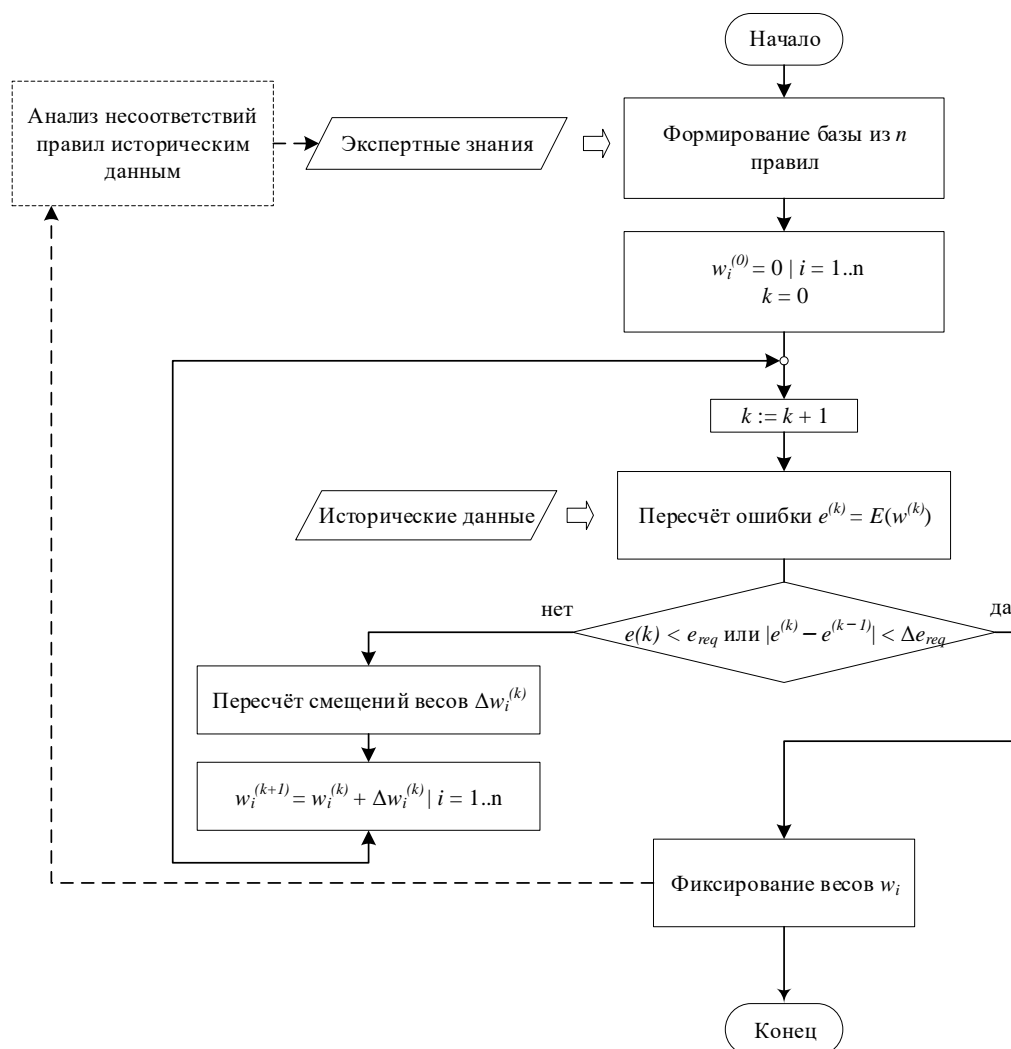 Начало
Анализ несоответствий
правил историческим
данным
Экспертные знания
Формирование базы из n
правил
wᵢ⁽⁰⁾ = 0 | i = 1..n
k = 0
k := k + 1
Исторические данные
Пересчёт ошибки e^(k) = E(w^(k))
нет
да
e(k) < e_req или |e^(k) – e^(k – 1)| < Δe_req
Пересчёт смещений весов Δw_i^(k)
w_i^(k+1) = w_i^(k) + Δw_i^(k) | i = 1..n
Фиксирование весов w_i
Конец